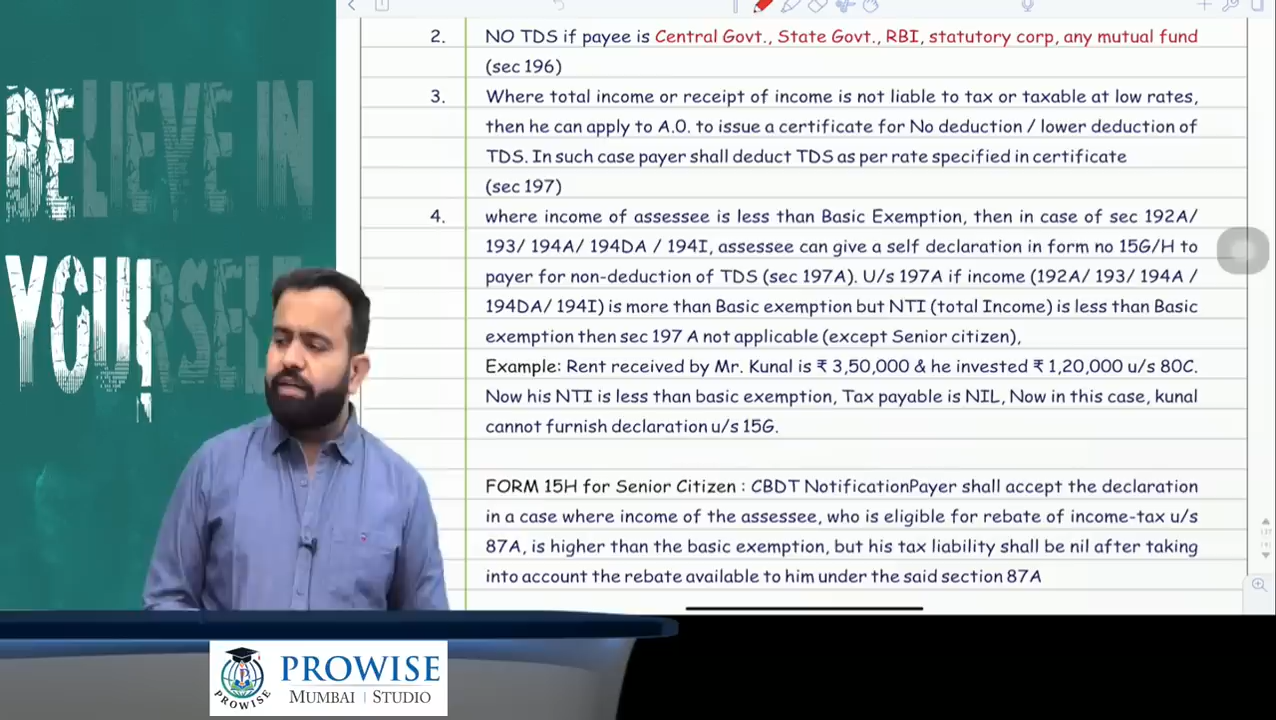 BELIEVE IN
YOURSELF
2. NO TDS if payee is Central Govt., State Govt., RBI, statutory corp, any mutual fund
(sec 196)
3. Where total income or receipt of income is not liable to tax or taxable at low rates,
then he can apply to A.O. to issue a certificate for No deduction / lower deduction of
TDS. In such case payer shall deduct TDS as per rate specified in certificate
(sec 197)
4. where income of assessee is less than Basic Exemption, then in case of sec 192A/
193/ 194A/ 194DA / 194I, assessee can give a self declaration in form no 15G/H to
payer for non-deduction of TDS (sec 197A). U/s 197A if income (192A/ 193/ 194A /
194DA/ 194I) is more than Basic exemption but NTI (total Income) is less than Basic
exemption then sec 197 A not applicable (except Senior citizen),
Example: Rent received by Mr. Kunal is ₹ 3,50,000 & he invested ₹ 1,20,000 u/s 80C.
Now his NTI is less than basic exemption, Tax payable is NIL, Now in this case, kunal
cannot furnish declaration u/s 15G.
FORM 15H for Senior Citizen : CBDT NotificationPayer shall accept the declaration
in a case where income of the assessee, who is eligible for rebate of income-tax u/s
87A, is higher than the basic exemption, but his tax liability shall be nil after taking
into account the rebate available to him under the said section 87A
PROWISE
PROWISE
MUMBAI | STUDIO